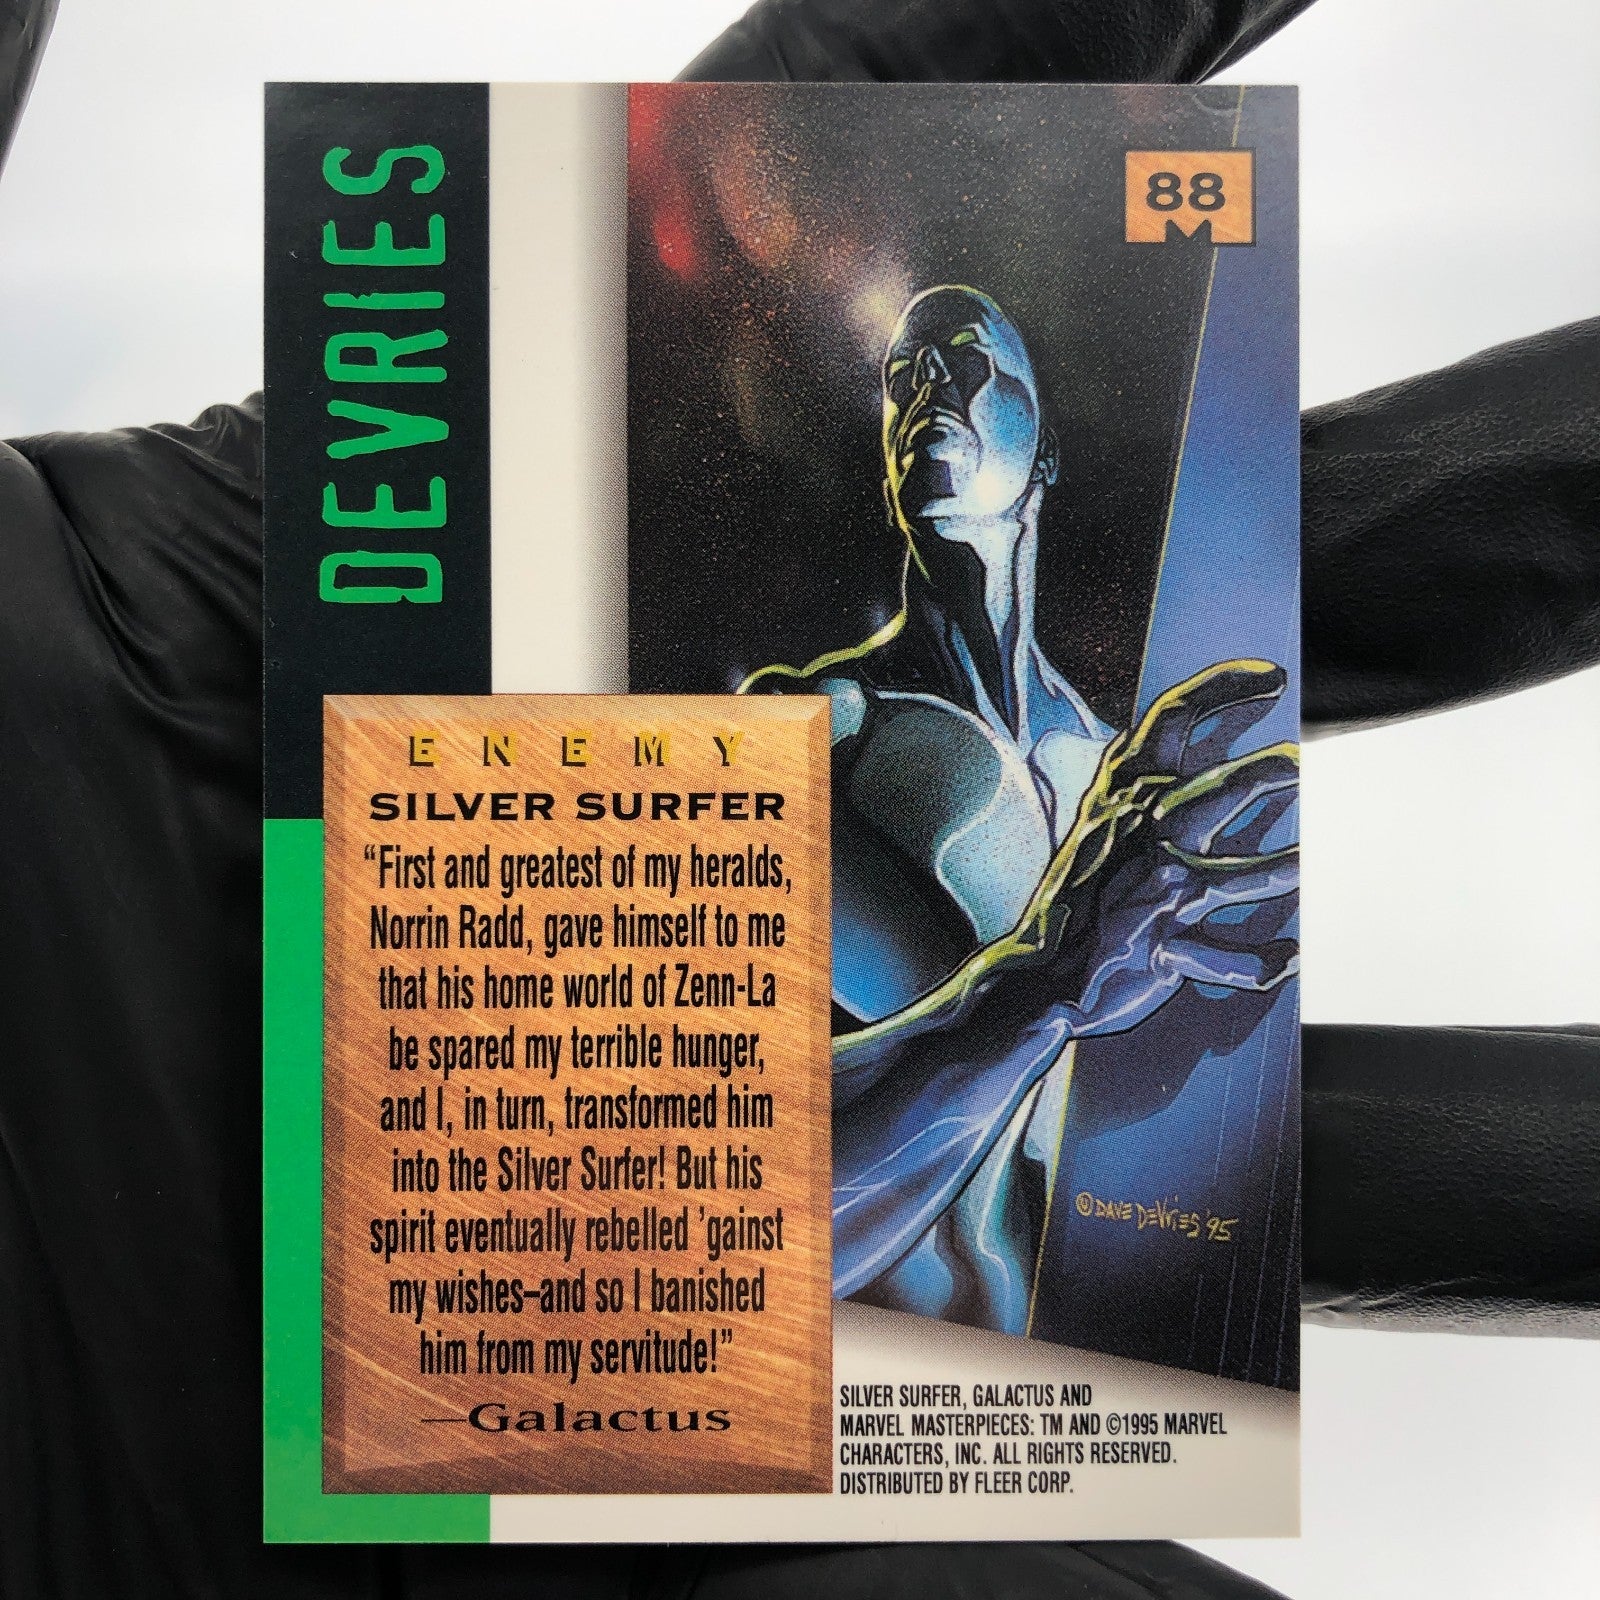 DEVRIES
88
ENEMY
SILVER SURFER
“First and greatest of my heralds,
Norrin Radd, gave himself to me
that his home world of Zenn-La
be spared my terrible hunger,
and I, in turn, transformed him
into the Silver Surfer! But his
spirit eventually rebelled ’gainst
my wishes–and so I banished
him from my servitude!”
—Galactus
© DAVE DEVRIES '95
SILVER SURFER, GALACTUS AND
MARVEL MASTERPIECES: TM AND ©1995 MARVEL
CHARACTERS, INC. ALL RIGHTS RESERVED.
DISTRIBUTED BY FLEER CORP.